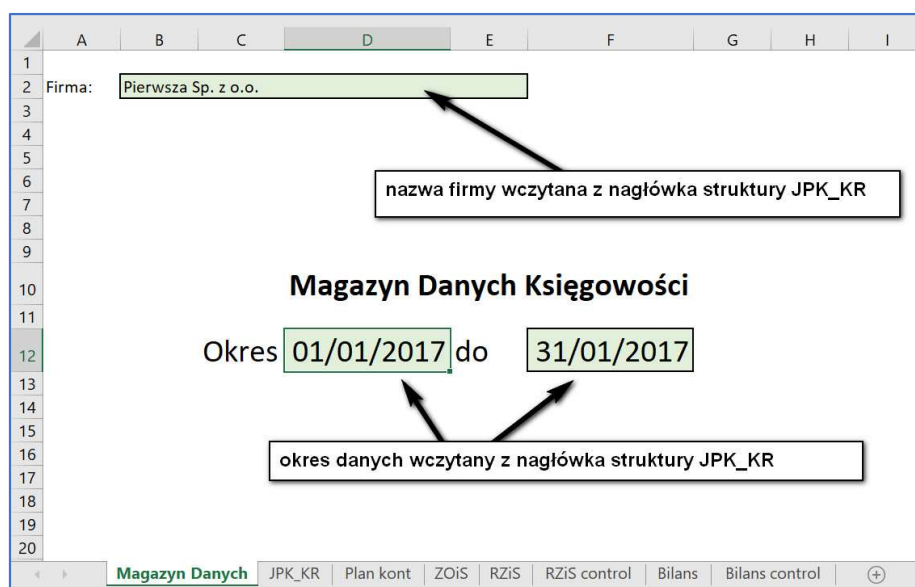 A B C D E F G H I
1
2 Firma: Pierwsza Sp. z o.o.
3
4
5
6 nazwa firmy wczytana z nagłówka struktury JPK_KR
7
8
9
10 Magazyn Danych Księgowości
11
12 Okres 01/01/2017 do 31/01/2017
13
14
15
16 okres danych wczytany z nagłówka struktury JPK_KR
17
18
19
20
Magazyn Danych JPK_KR Plan kont ZOiS RZiS RZiS control Bilans Bilans control